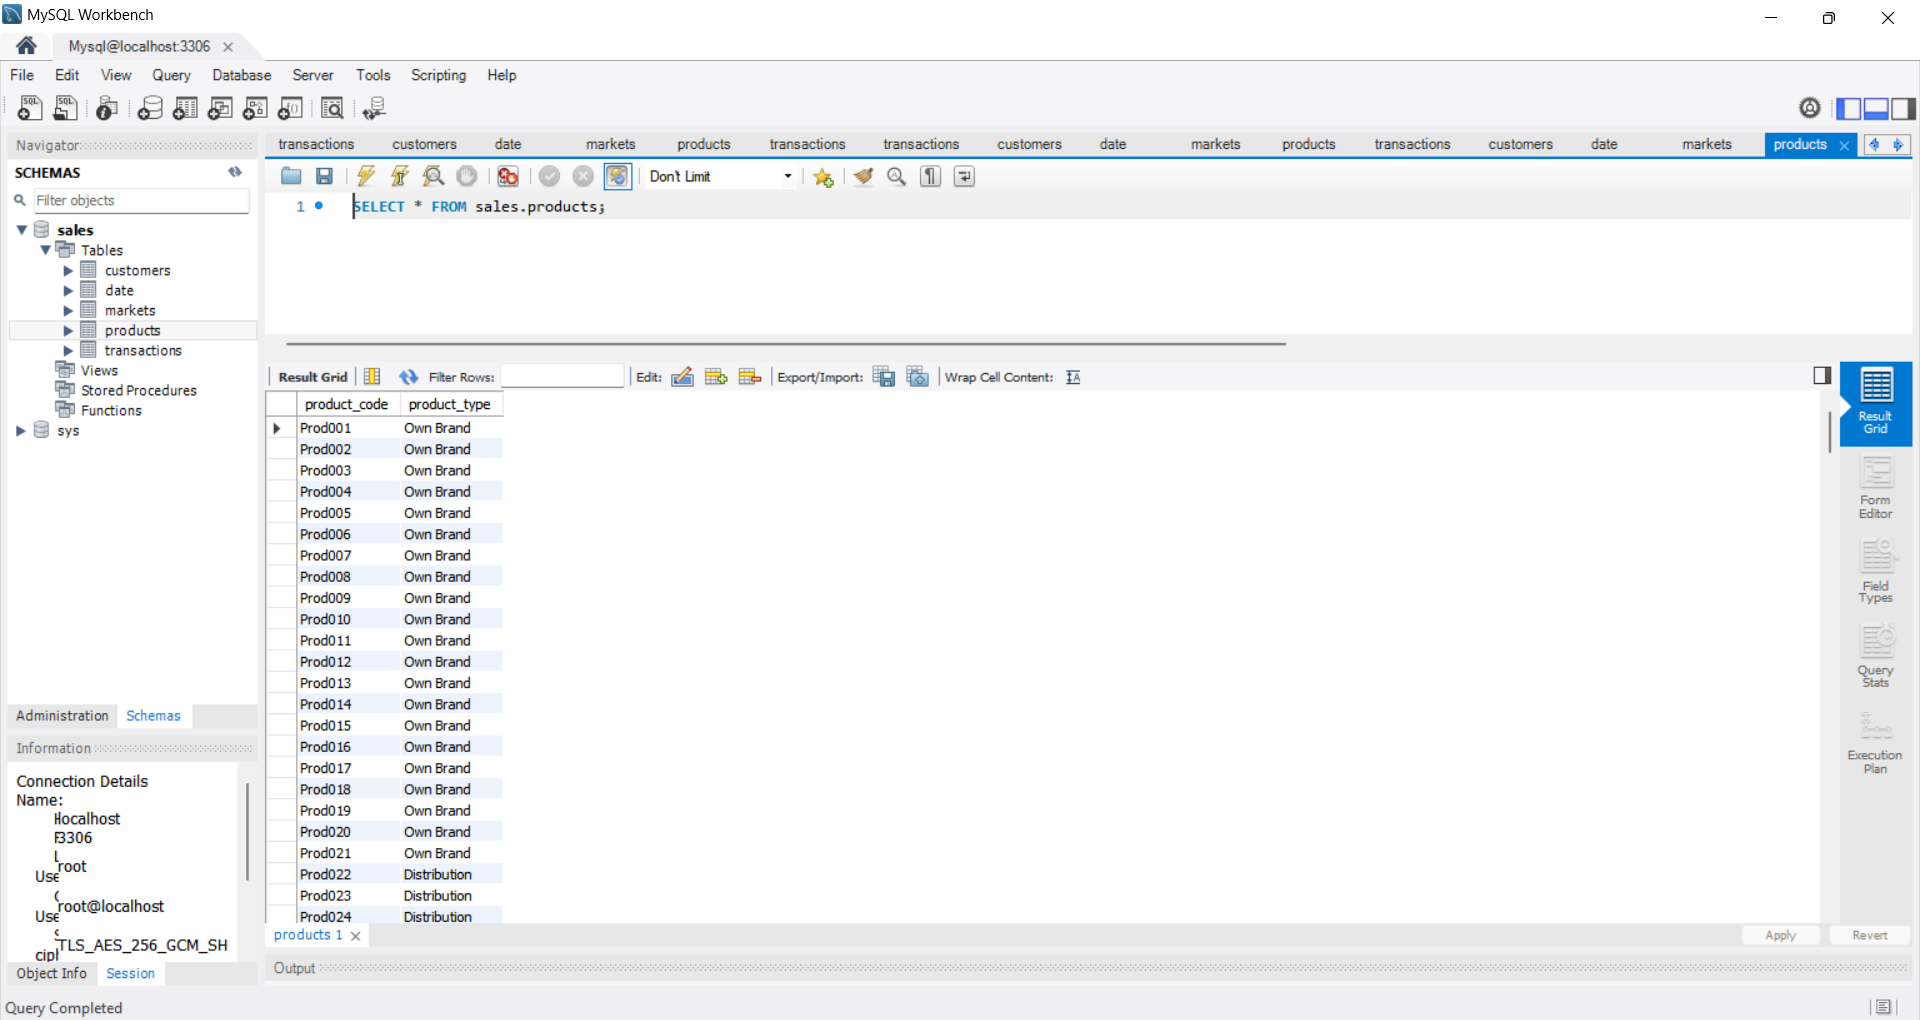 MySQL Workbench
Mysql@localhost:3306
File Edit View Query Database Server Tools Scripting Help
Navigator
SCHEMAS
Filter objects
sales
Tables
customers
date
markets
products
transactions
Views
Stored Procedures
Functions
sys
Administration Schemas
Information
Connection Details
Name:
localhost
3306
root
Use
root@localhost
Use
TLS_AES_256_GCM_SH
ciph
Object Info Session
Query Completed
transactions customers date markets products transactions transactions customers date markets products transactions customers date markets products
Don't Limit
1 SELECT * FROM sales.products;
Result Grid Filter Rows: Edit: Export/Import: Wrap Cell Content:
product_code product_type
Prod001 Own Brand
Prod002 Own Brand
Prod003 Own Brand
Prod004 Own Brand
Prod005 Own Brand
Prod006 Own Brand
Prod007 Own Brand
Prod008 Own Brand
Prod009 Own Brand
Prod010 Own Brand
Prod011 Own Brand
Prod012 Own Brand
Prod013 Own Brand
Prod014 Own Brand
Prod015 Own Brand
Prod016 Own Brand
Prod017 Own Brand
Prod018 Own Brand
Prod019 Own Brand
Prod020 Own Brand
Prod021 Own Brand
Prod022 Distribution
Prod023 Distribution
Prod024 Distribution
products 1
Apply Revert
Output
Result
Grid
Form
Editor
Field
Types
Query
Stats
Execution
Plan